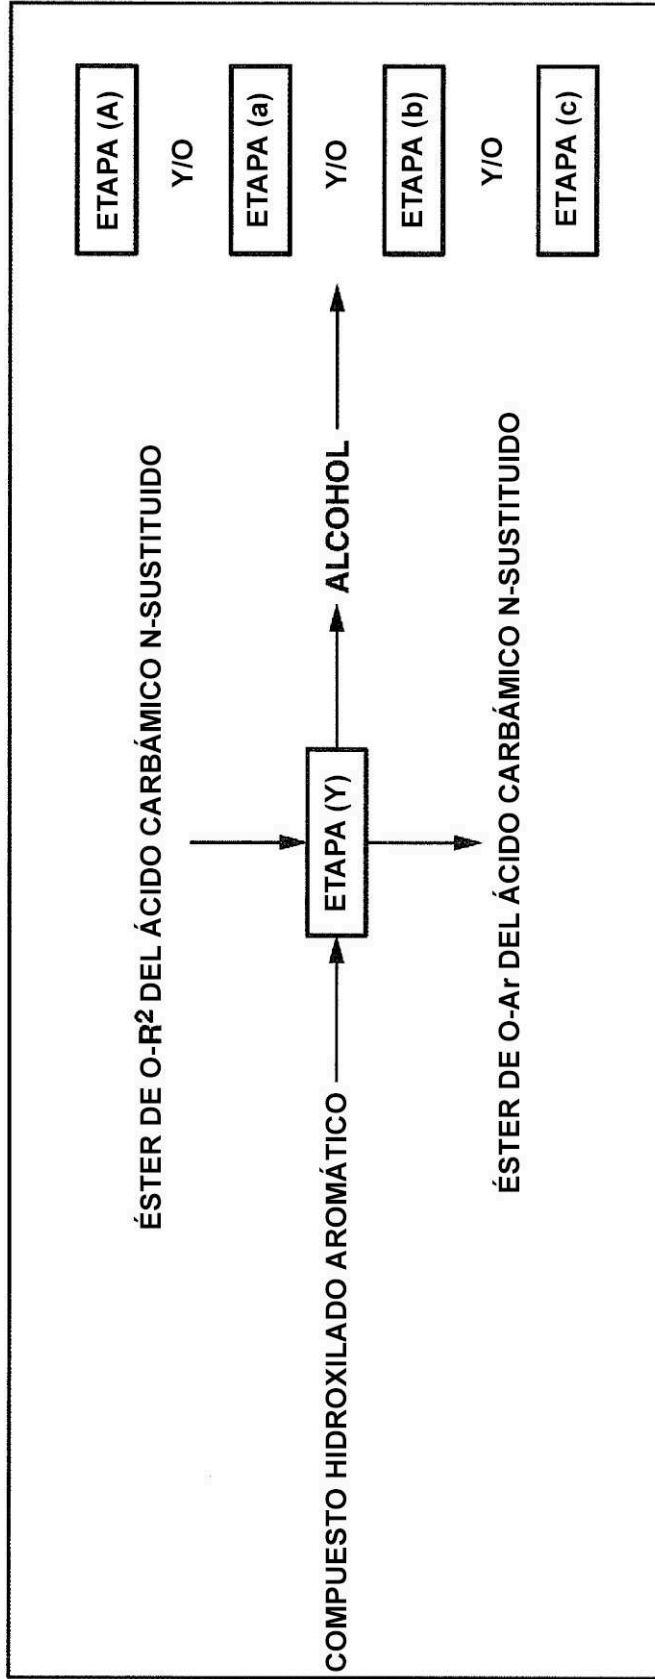 ETAPA (A)
Y/O
ETAPA (a)
Y/O
ETAPA (b)
Y/O
ETAPA (c)
ÉSTER DE O-R² DEL ÁCIDO CARBÁMICO N-SUSTITUIDO
COMPUESTO HIDROXILADO AROMÁTICO
ETAPA (Y)
ALCOHOL
ÉSTER DE O-Ar DEL ÁCIDO CARBÁMICO N-SUSTITUIDO